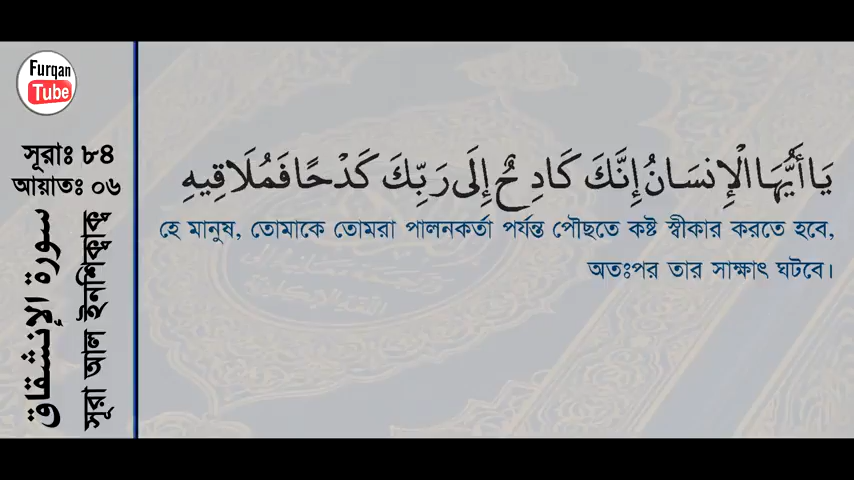 Furqan
Tube
সূরাঃ ৮৪
আয়াতঃ ০৬
سورة الإنشقاق
সূরা আল ইনশিক্বাক্ব
يَا أَيُّهَا الْإِنسَانُ إِنَّكَ كَادِحٌ إِلَى رَبِّكَ كَدْحًا فَمُلَاقِيهِ
হে মানুষ, তোমাকে তোমরা পালনকর্তা পর্যন্ত পৌছতে কষ্ট স্বীকার করতে হবে,
অতঃপর তার সাক্ষাৎ ঘটবে।